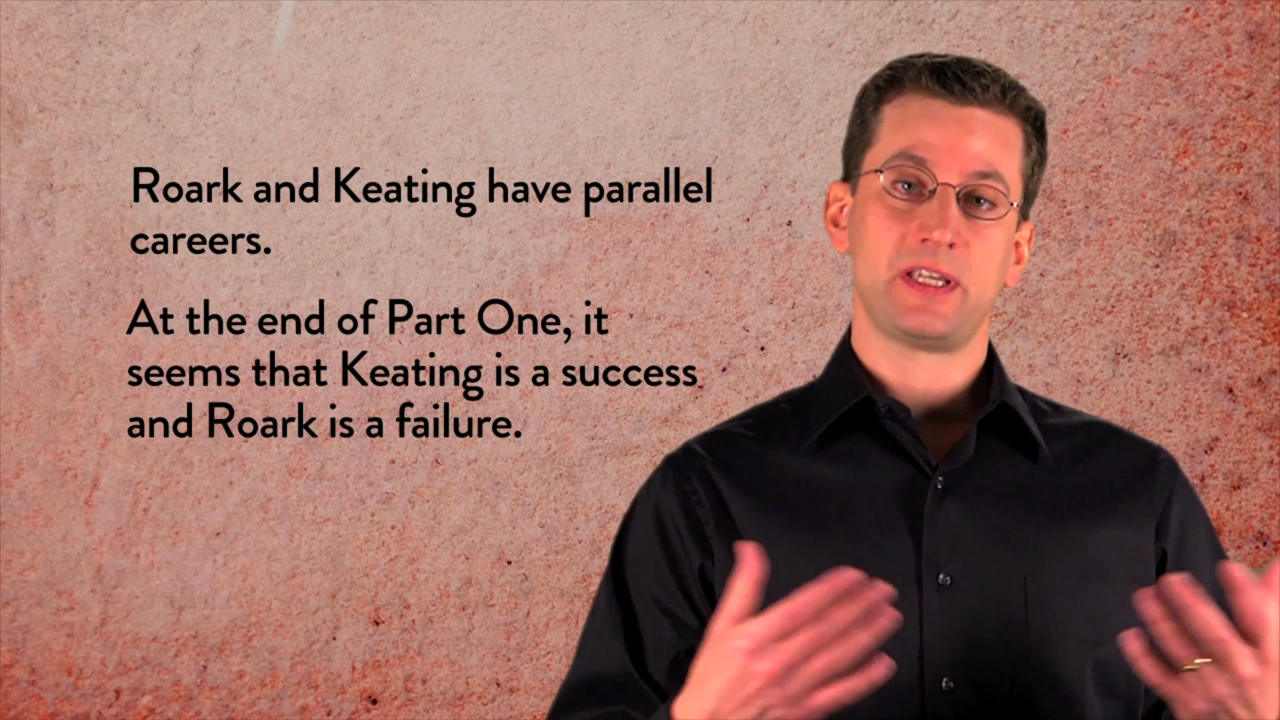 Roark and Keating have parallel
careers.
At the end of Part One, it
seems that Keating is a success
and Roark is a failure.